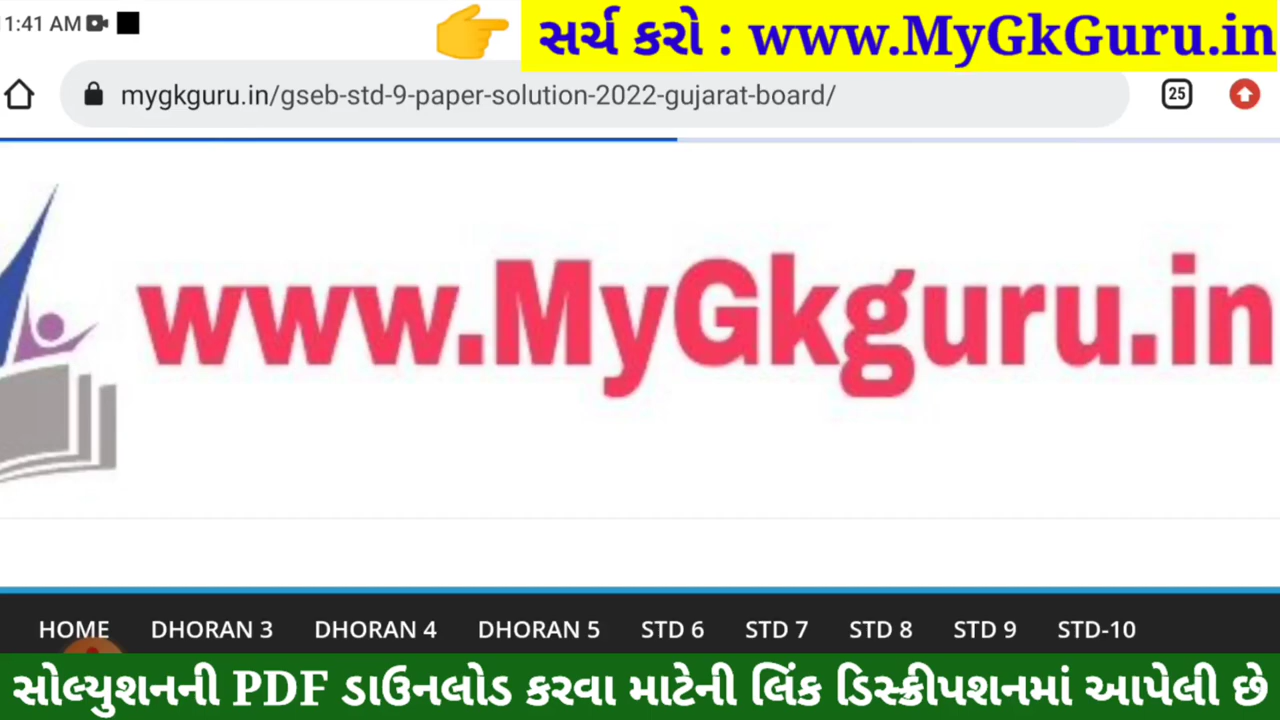 1:41 AM
👉 સર્ચ કરો : www.MyGkGuru.in
mygkguru.in/gseb-std-9-paper-solution-2022-gujarat-board/
25
www.MyGkguru.in
HOME DHORAN 3 DHORAN 4 DHORAN 5 STD 6 STD 7 STD 8 STD 9 STD-10
સોલ્યુશનની PDF ડાઉનલોડ કરવા માટેની લિંક ડિસ્ક્રીપશનમાં આપેલી છે